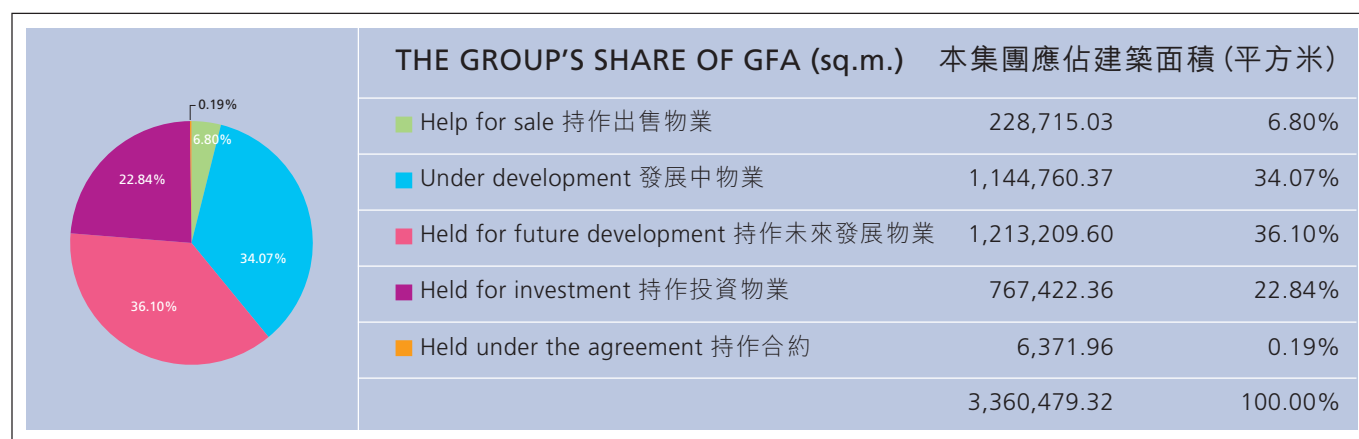 THE GROUP'S SHARE OF GFA (sq.m.) 本集團應佔建築面積(平方米)
0.19%
6.80%
22.84%
34.07%
36.10%
Help for sale 持作出售物業 228,715.03 6.80%
Under development 發展中物業 1,144,760.37 34.07%
Held for future development 持作未來發展物業 1,213,209.60 36.10%
Held for investment 持作投資物業 767,422.36 22.84%
Held under the agreement 持作合約 6,371.96 0.19%
3,360,479.32 100.00%